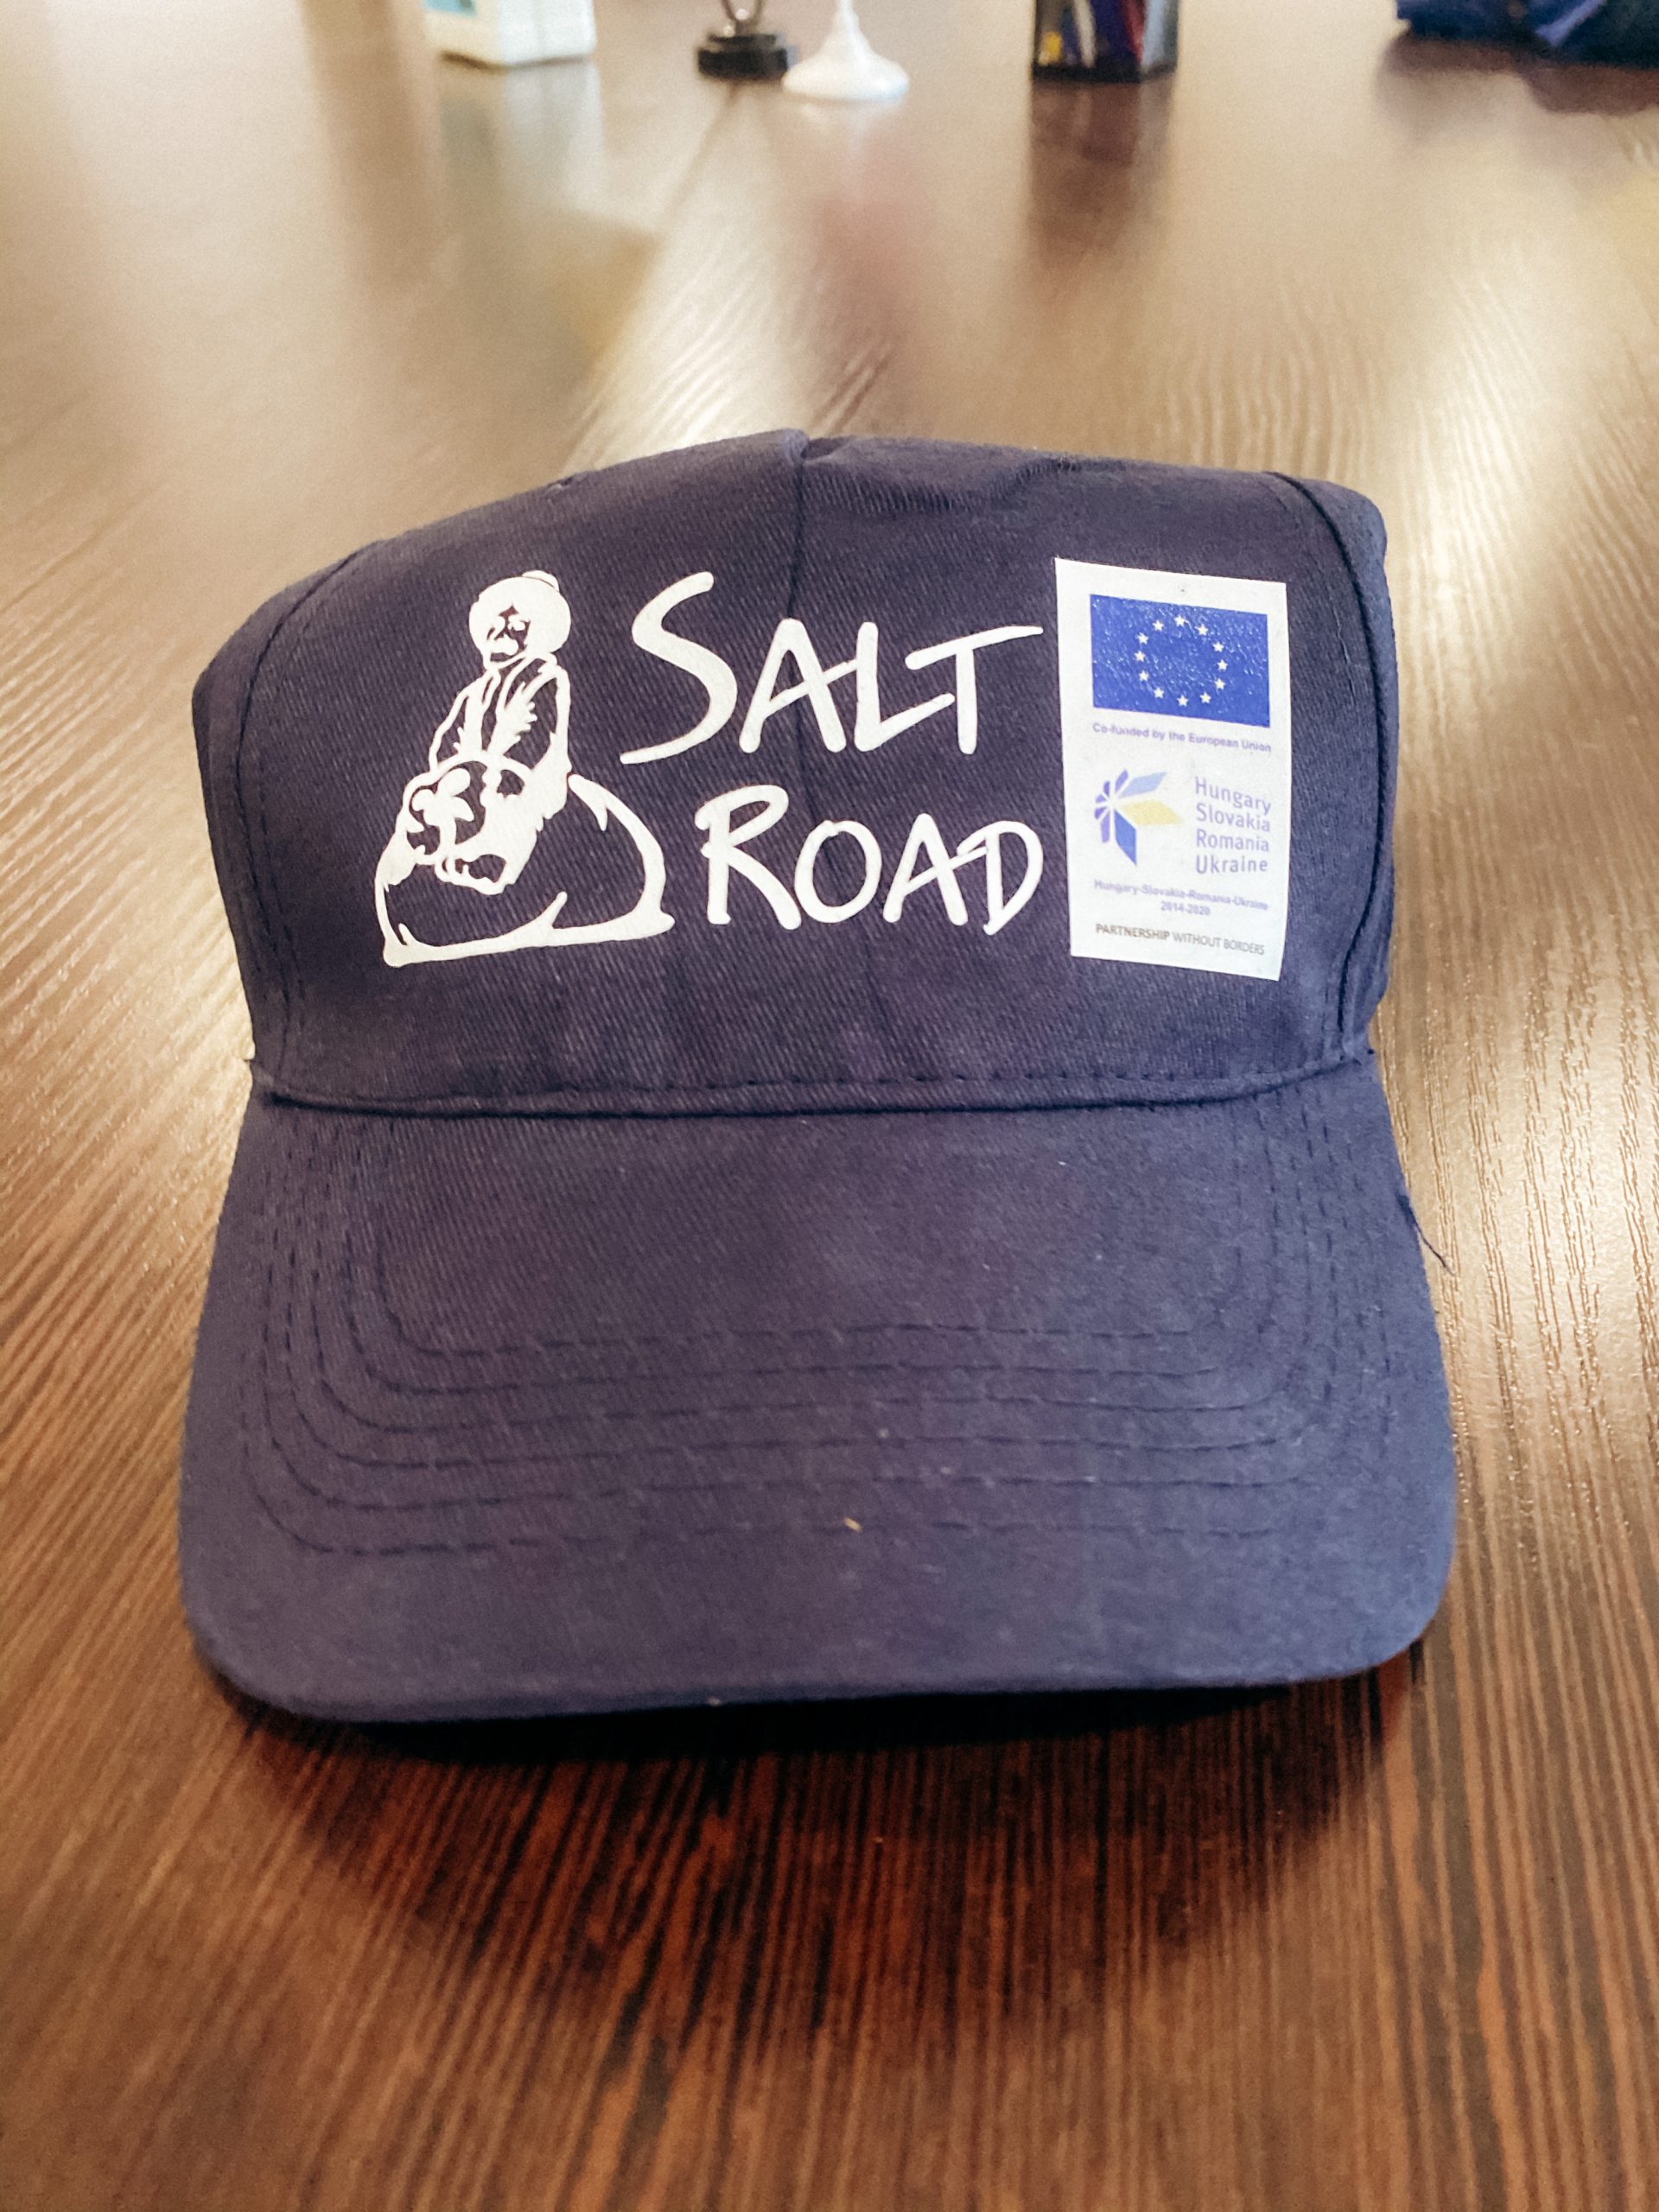 SALT
ROAD
Co-funded by the European Union
Hungary
Slovakia
Romania
Ukraine
Hungary-Slovakia-Romania-Ukraine
2014-2020
PARTNERSHIP WITHOUT BORDERS